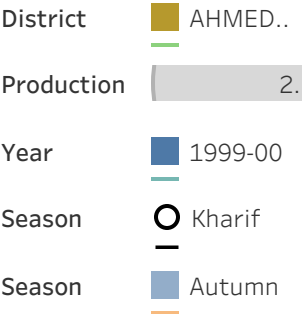 District AHMED..
Production 2.
Year 1999-00
Season Kharif
Season Autumn